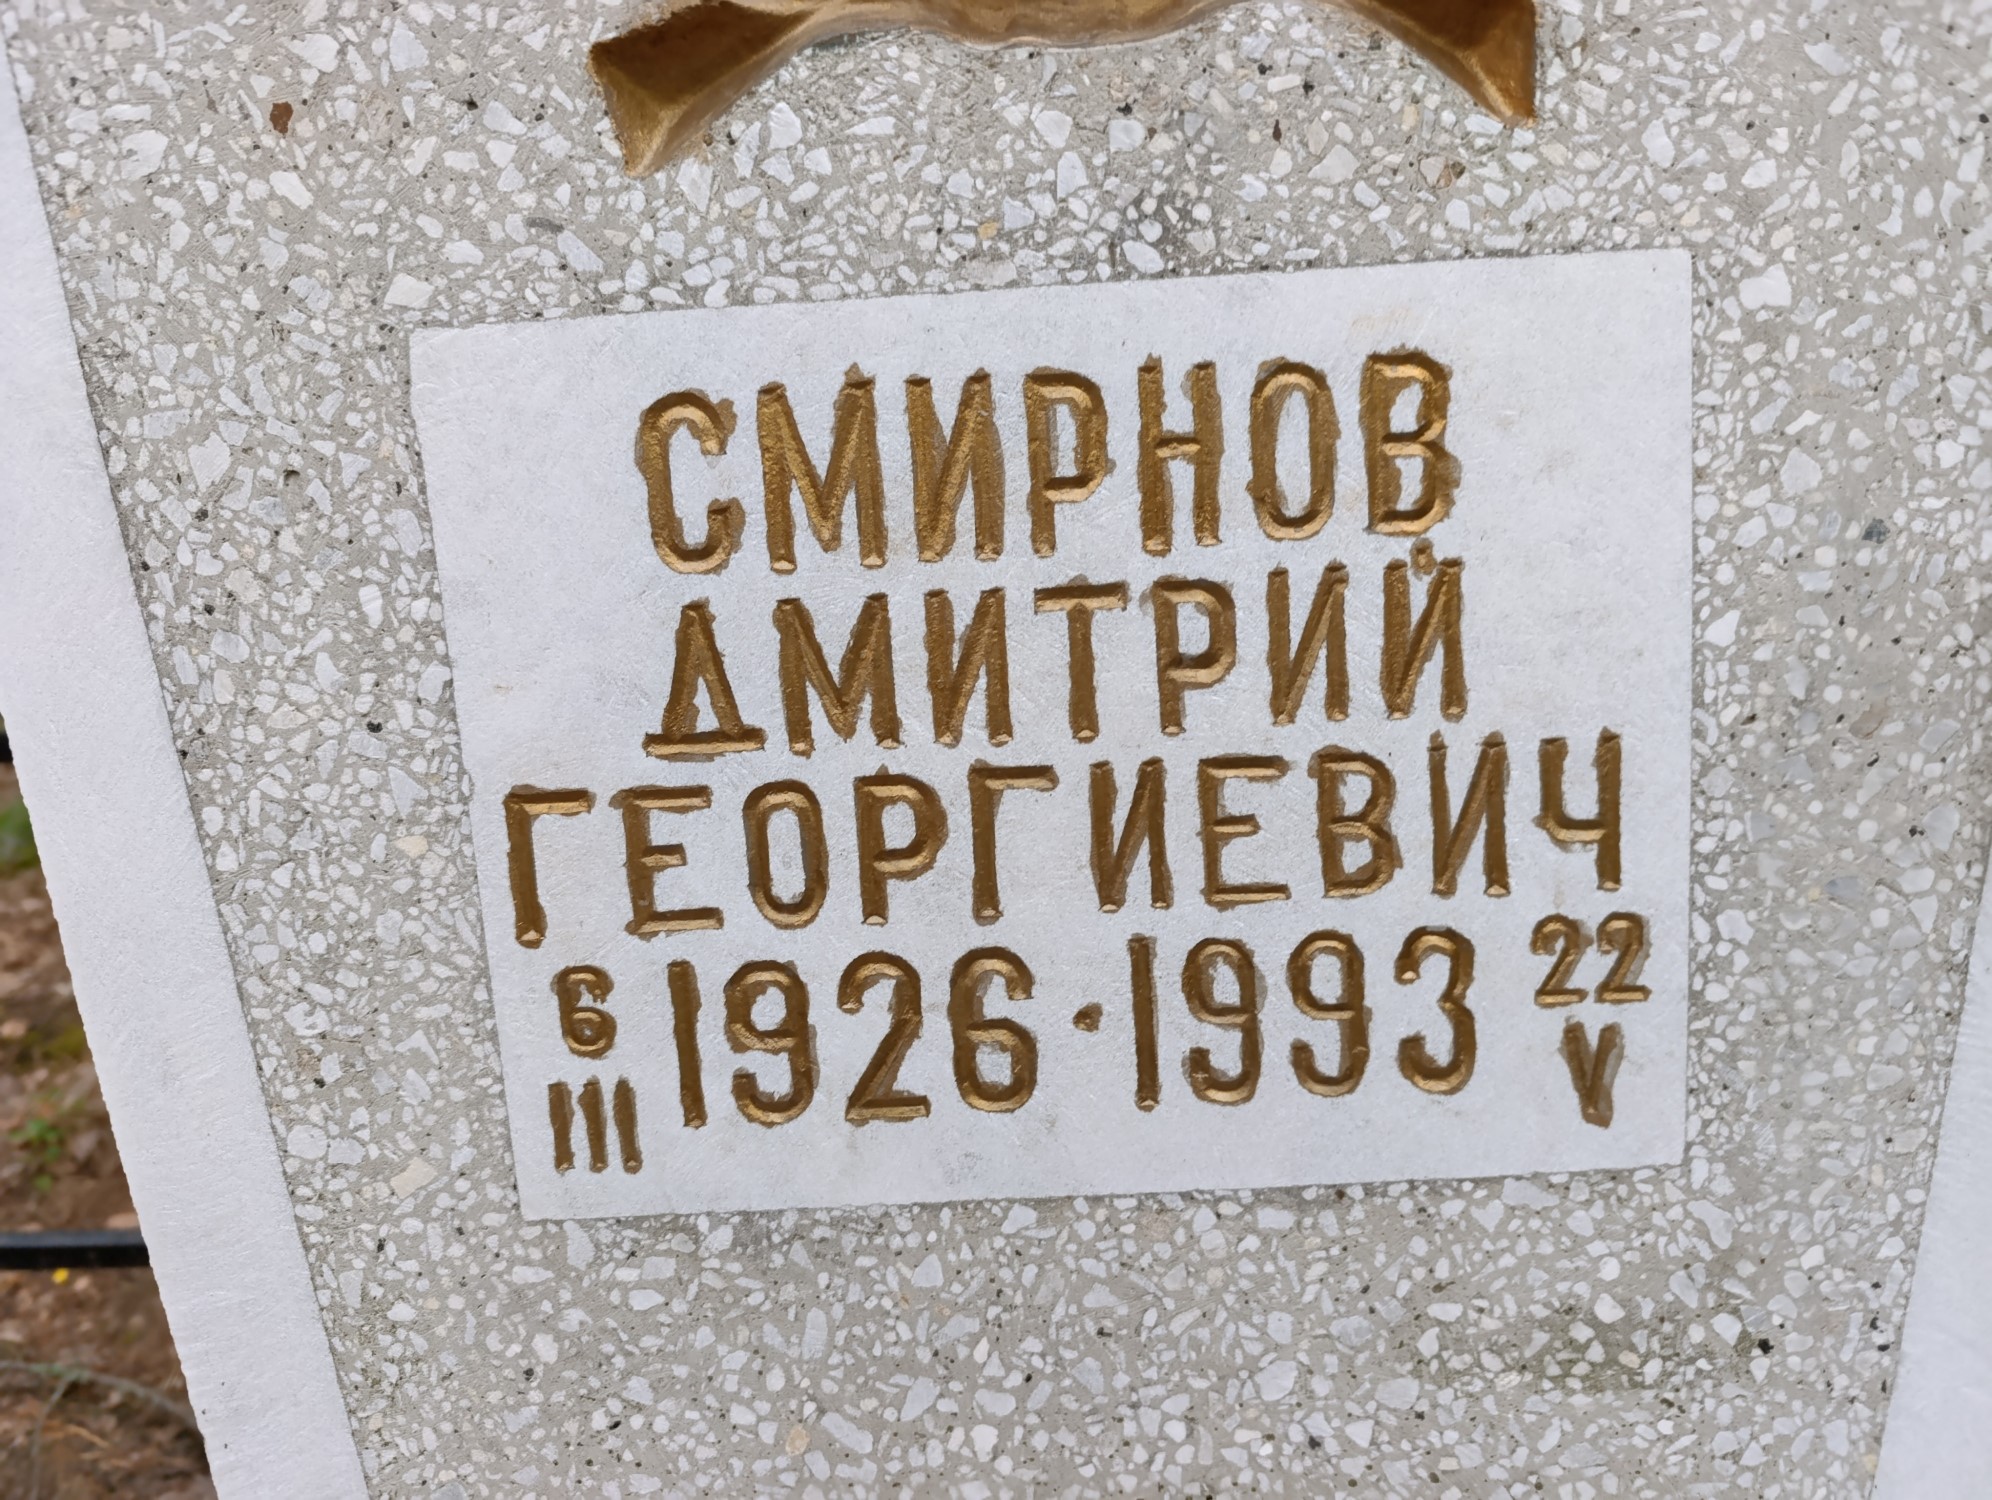 СМИРНОВ
ДМИТРИЙ
ГЕОРГИЕВИЧ
6 III 1926 · 1993 22 V